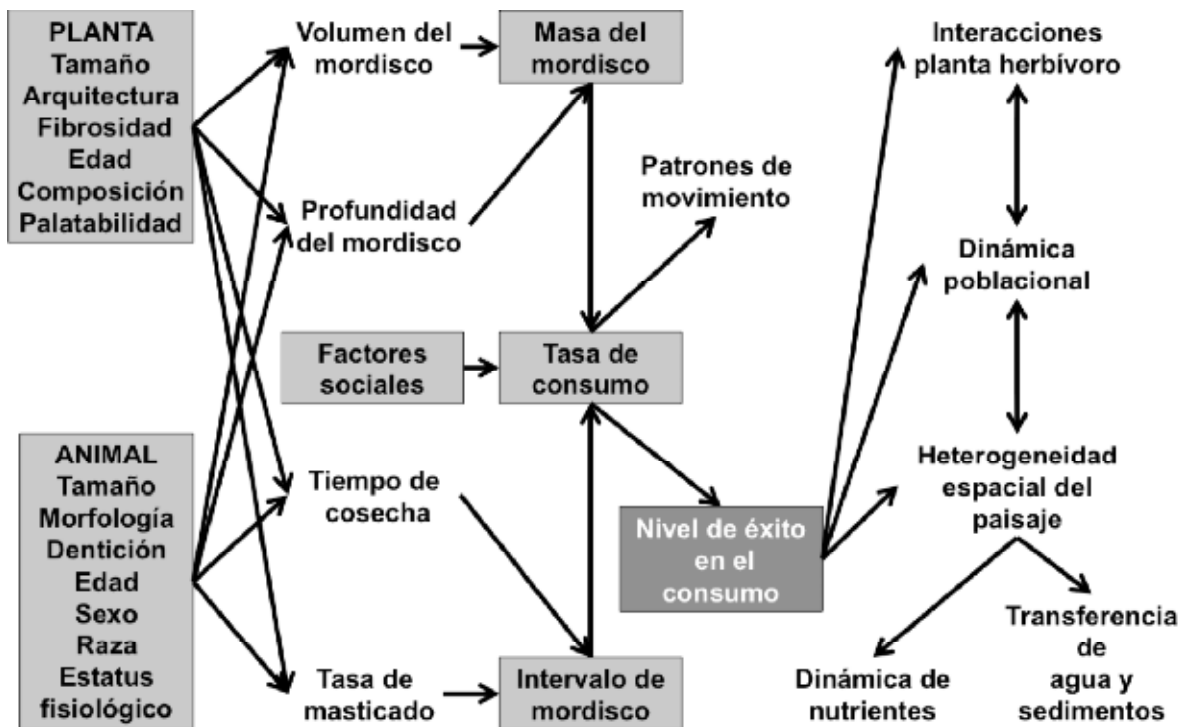 PLANTA
Tamaño
Arquitectura
Fibrosidad
Edad
Composición
Palatabilidad
ANIMAL
Tamaño
Morfología
Dentición
Edad
Sexo
Raza
Estatus
fisiológico
Volumen del
mordisco
Profundidad
del mordisco
Factores
sociales
Tiempo de
cosecha
Tasa de
masticado
Masa del
mordisco
Tasa de
consumo
Intervalo de
mordisco
Patrones de
movimiento
Nivel de éxito
en el
consumo
Interacciones
planta herbívoro
Dinámica
poblacional
Heterogeneidad
espacial del
paisaje
Dinámica de
nutrientes
Transferencia
de
agua y
sedimentos